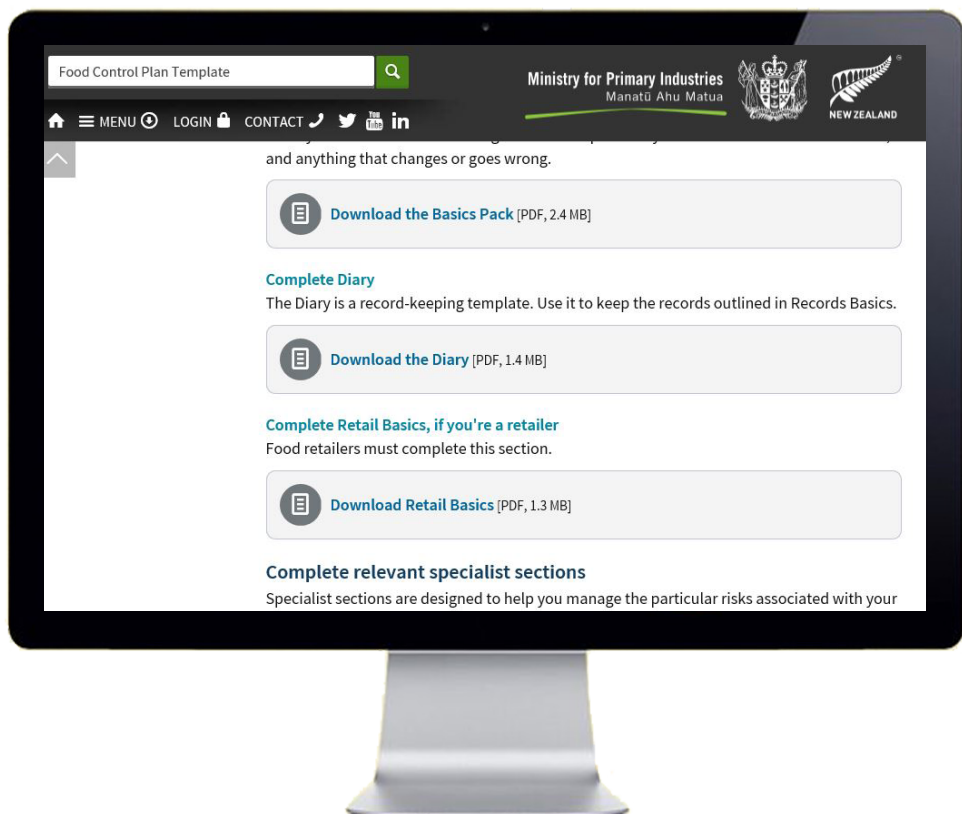 Food Control Plan Template
Ministry for Primary Industries
Manatū Ahu Matua
NEW ZEALAND
®
MENU LOGIN CONTACT You Tube in
and anything that changes or goes wrong.
Download the Basics Pack [PDF, 2.4 MB]
Complete Diary
The Diary is a record-keeping template. Use it to keep the records outlined in Records Basics.
Download the Diary [PDF, 1.4 MB]
Complete Retail Basics, if you're a retailer
Food retailers must complete this section.
Download Retail Basics [PDF, 1.3 MB]
Complete relevant specialist sections
Specialist sections are designed to help you manage the particular risks associated with your